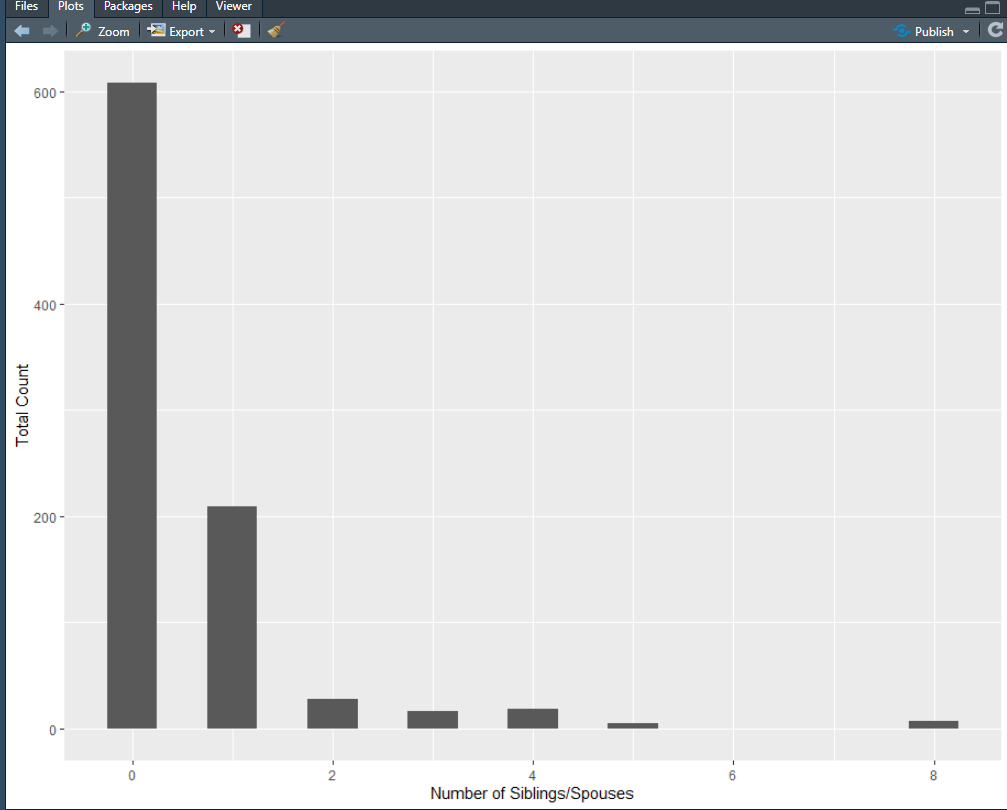 Files Plots Packages Help Viewer
Zoom Export Publish
600
400
200
0
Total Count
0 2 4 6 8
Number of Siblings/Spouses